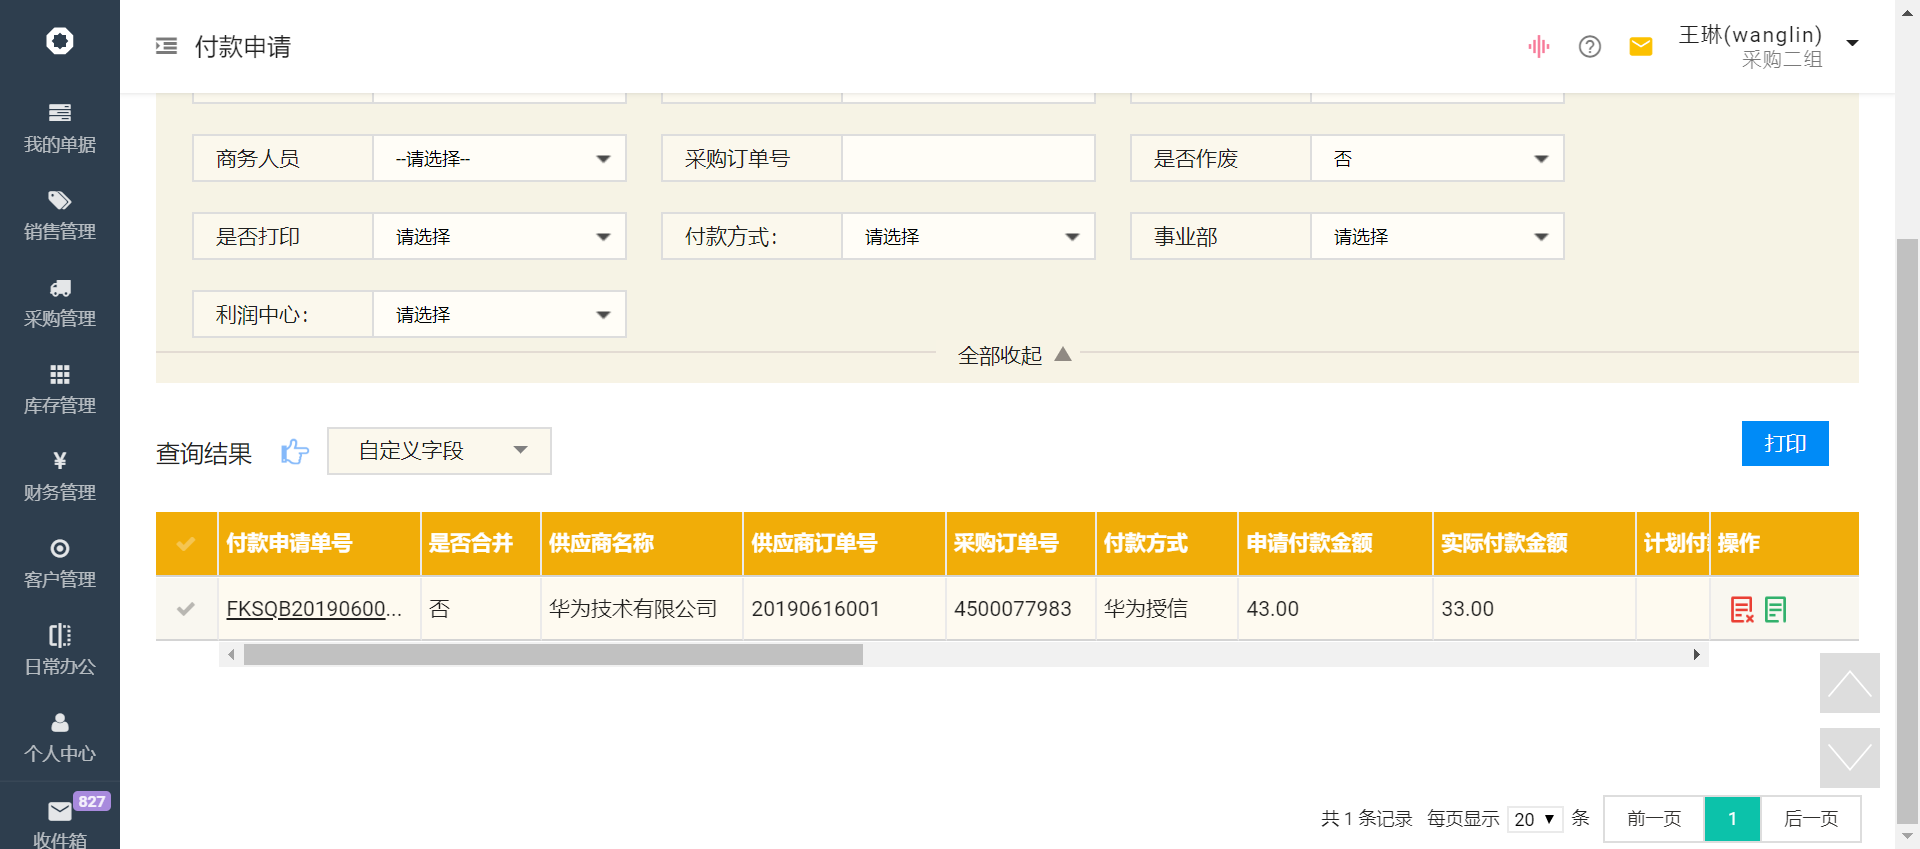 付款申请
王琳(wanglin)
采购二组
我的单据
销售管理
采购管理
库存管理
¥
财务管理
客户管理
日常办公
个人中心
827
收件箱
商务人员 --请选择-- 采购订单号 是否作废 否
是否打印 请选择 付款方式： 请选择 事业部 请选择
利润中心： 请选择
全部收起
查询结果 自定义字段 打印
付款申请单号 是否合并 供应商名称 供应商订单号 采购订单号 付款方式 申请付款金额 实际付款金额 计划付 操作
FKSQB20190600... 否 华为技术有限公司 20190616001 4500077983 华为授信 43.00 33.00
共 1 条记录 每页显示 20 条 前一页 1 后一页